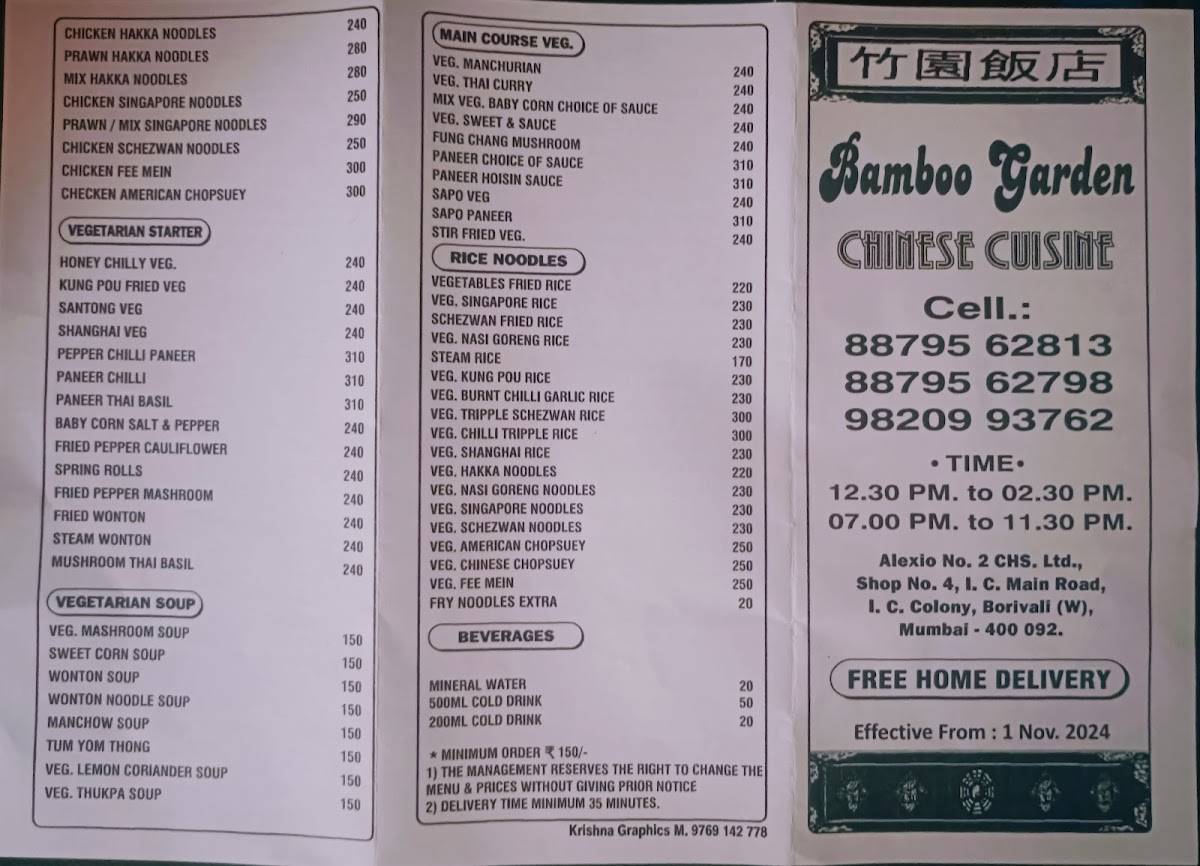 CHICKEN HAKKA NOODLES 240
PRAWN HAKKA NOODLES 280
MIX HAKKA NOODLES 280
CHICKEN SINGAPORE NOODLES 250
PRAWN / MIX SINGAPORE NOODLES 290
CHICKEN SCHEZWAN NOODLES 250
CHICKEN FEE MEIN 300
CHECKEN AMERICAN CHOPSUEY 300
VEGETARIAN STARTER
HONEY CHILLY VEG. 240
KUNG POU FRIED VEG 240
SANTONG VEG 240
SHANGHAI VEG 240
PEPPER CHILLI PANEER 310
PANEER CHILLI 310
PANEER THAI BASIL 310
BABY CORN SALT & PEPPER 240
FRIED PEPPER CAULIFLOWER 240
SPRING ROLLS 240
FRIED PEPPER MASHROOM 240
FRIED WONTON 240
STEAM WONTON 240
MUSHROOM THAI BASIL 240
VEGETARIAN SOUP
VEG. MASHROOM SOUP 150
SWEET CORN SOUP 150
WONTON SOUP 150
WONTON NOODLE SOUP 150
MANCHOW SOUP 150
TUM YOM THONG 150
VEG. LEMON CORIANDER SOUP 150
VEG. THUKPA SOUP 150
MAIN COURSE VEG.
VEG. MANCHURIAN 240
VEG. THAI CURRY 240
MIX VEG. BABY CORN CHOICE OF SAUCE 240
VEG. SWEET & SAUCE 240
FUNG CHANG MUSHROOM 240
PANEER CHOICE OF SAUCE 310
PANEER HOISIN SAUCE 310
SAPO VEG 240
SAPO PANEER 310
STIR FRIED VEG. 240
RICE NOODLES
VEGETABLES FRIED RICE 220
VEG. SINGAPORE RICE 230
SCHEZWAN FRIED RICE 230
VEG. NASI GORENG RICE 230
STEAM RICE 170
VEG. KUNG POU RICE 230
VEG. BURNT CHILLI GARLIC RICE 230
VEG. TRIPPLE SCHEZWAN RICE 300
VEG. CHILLI TRIPPLE RICE 300
VEG. SHANGHAI RICE 230
VEG. HAKKA NOODLES 220
VEG. NASI GORENG NOODLES 230
VEG. SINGAPORE NOODLES 230
VEG. SCHEZWAN NOODLES 230
VEG. AMERICAN CHOPSUEY 250
VEG. CHINESE CHOPSUEY 250
VEG. FEE MEIN 250
FRY NOODLES EXTRA 20
BEVERAGES
MINERAL WATER 20
500ML COLD DRINK 50
200ML COLD DRINK 20
★ MINIMUM ORDER ₹ 150/-
1) THE MANAGEMENT RESERVES THE RIGHT TO CHANGE THE
MENU & PRICES WITHOUT GIVING PRIOR NOTICE
2) DELIVERY TIME MINIMUM 35 MINUTES.
Krishna Graphics M. 9769 142 778
竹園飯店
Bamboo Garden
CHINESE CUISINE
Cell.:
88795 62813
88795 62798
98209 93762
• TIME•
12.30 PM. to 02.30 PM.
07.00 PM. to 11.30 PM.
Alexio No. 2 CHS. Ltd.,
Shop No. 4, I. C. Main Road,
I. C. Colony, Borivali (W),
Mumbai - 400 092.
FREE HOME DELIVERY
Effective From : 1 Nov. 2024